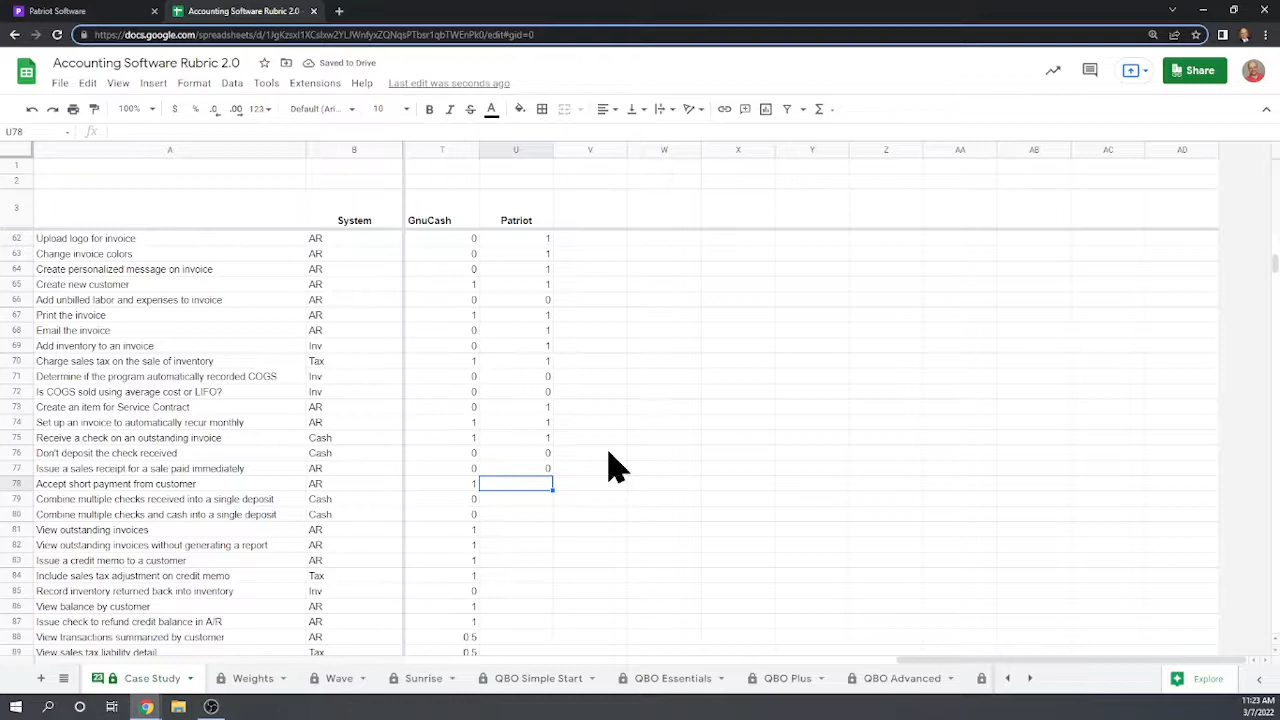 Patriot Software
Accounting Software Rubric 2.0 -
Accounting Software Rubric 2.0
Saved to Drive
File Edit View Insert Format Data Tools Extensions Help Last edit was seconds ago
Share
100% $ % .0 .00 123 Default (Ari... 10 B I S A
U78 fx
A B T U V W X Y Z AA AB AC AD
1
2
3 System GnuCash Patriot
62 Upload logo for invoice AR 0 1
63 Change invoice colors AR 0 1
64 Create personalized message on invoice AR 0 1
65 Create new customer AR 1 1
66 Add unbilled labor and expenses to invoice AR 0 0
67 Print the invoice AR 1 1
68 Email the invoice AR 0 1
69 Add inventory to an invoice Inv 0 1
70 Charge sales tax on the sale of inventory Tax 1 1
71 Determine if the program automatically recorded COGS Inv 0 0
72 Is COGS sold using average cost or LIFO? Inv 0 0
73 Create an item for Service Contract AR 0 1
74 Set up an invoice to automatically recur monthly AR 1 1
75 Receive a check on an outstanding invoice Cash 1 1
76 Don't deposit the check received Cash 0 0
77 Issue a sales receipt for a sale paid immediately AR 0 0
78 Accept short payment from customer AR 1
79 Combine multiple checks received into a single deposit Cash 0
80 Combine multiple checks and cash into a single deposit Cash 0
81 View outstanding invoices AR 1
82 View outstanding invoices without generating a report AR 1
83 Issue a credit memo to a customer AR 1
84 Include sales tax adjustment on credit memo Tax 1
85 Record inventory returned back into inventory Inv 0
86 View balance by customer AR 1
87 Issue check to refund credit balance in A/R AR 1
88 View transactions summarized by customer AR 0.5
89 View sales tax liability detail Tax 0.5
Case Study Weights Wave Sunrise QBO Simple Start QBO Essentials QBO Plus QBO Advanced Explore
11:23 AM
3/7/2022